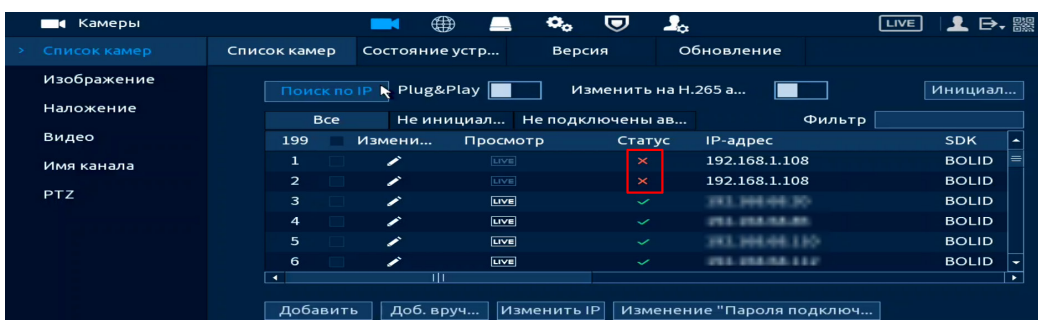 Камеры LIVE
Список камер
Изображение
Наложение
Видео
Имя канала
PTZ
Список камер Состояние устр... Версия Обновление
Поиск по IP Plug&Play Изменить на H.265 а... Инициал...
Все Не инициал... Не подключены ав... Фильтр
199 Измени... Просмотр Статус IP-адрес SDK
1 LIVE 192.168.1.108 BOLID
2 LIVE 192.168.1.108 BOLID
3 LIVE BOLID
4 LIVE BOLID
5 LIVE BOLID
6 LIVE BOLID
Добавить Доб. вруч... Изменить IP Изменение "Пароля подключ...